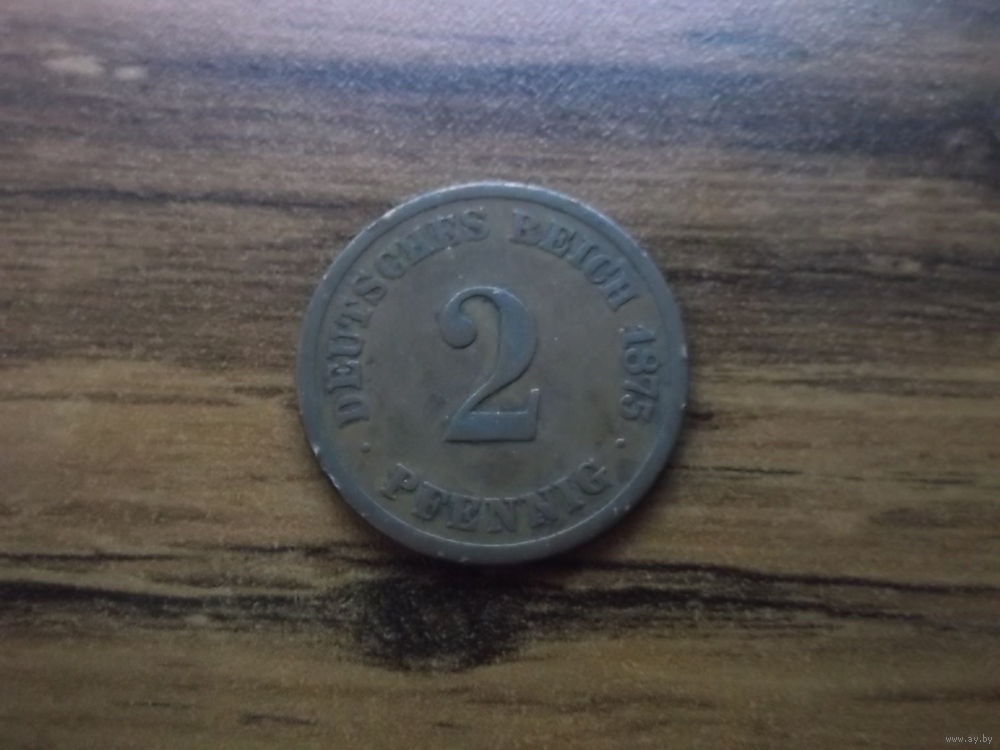 DEUTSCHES REICH 1875
2
PFENNIG
www.ay.by